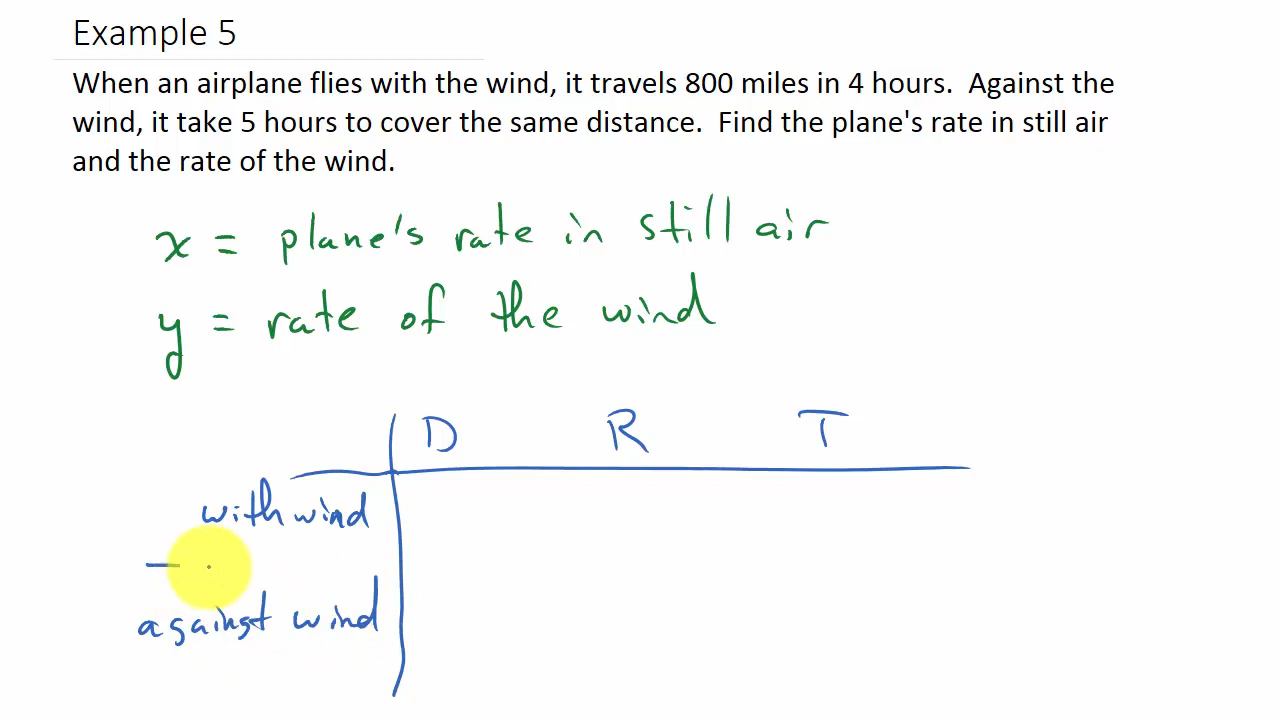 Example 5
When an airplane flies with the wind, it travels 800 miles in 4 hours.  Against the
wind, it take 5 hours to cover the same distance.  Find the plane's rate in still air
and the rate of the wind.
x = plane's rate in still air
y = rate of the wind
D R T
with wind
against wind